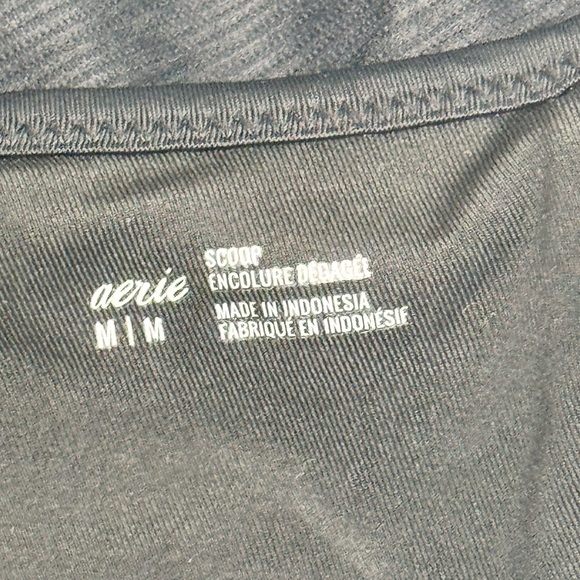 aerie
M | M
SCOOP
ENCOLURE DÉGAGÉE
MADE IN INDONESIA
FABRIQUÉ EN INDONÉSIE